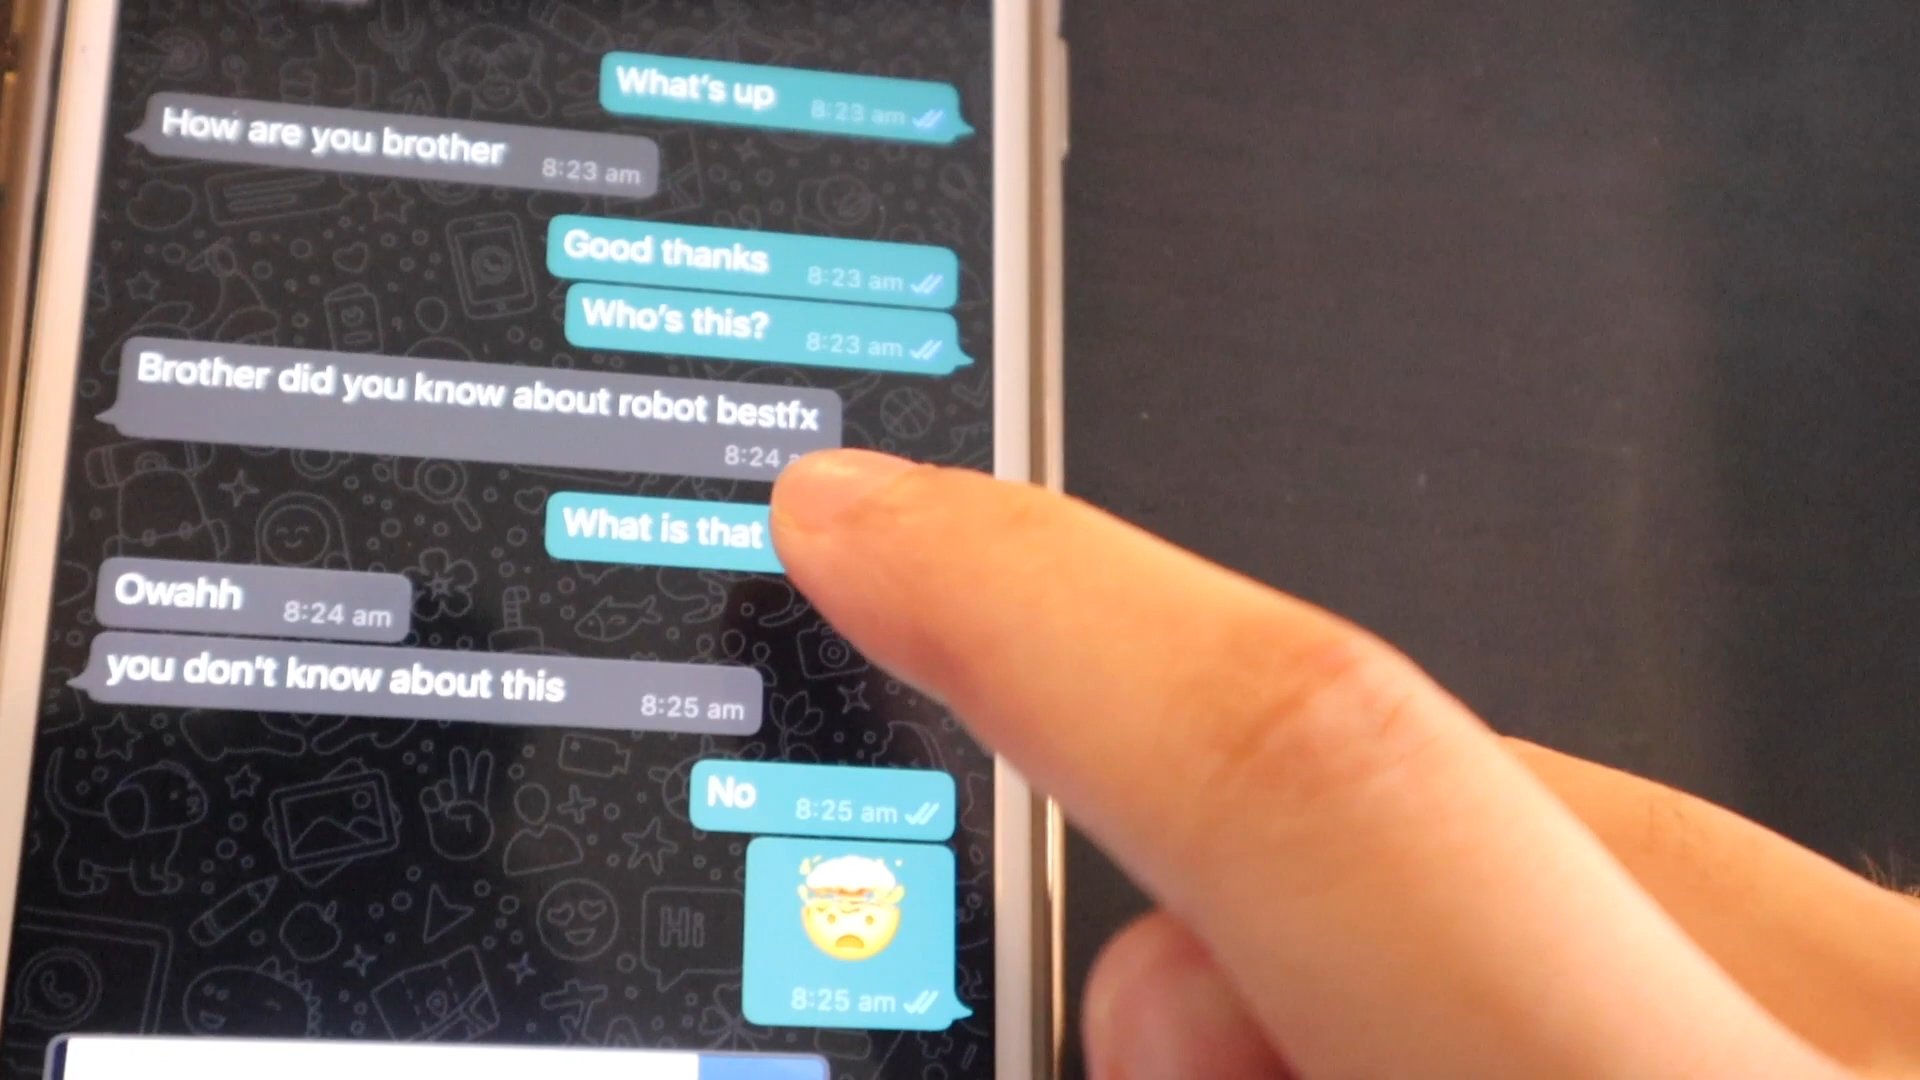 What's up 8:23 am
How are you brother 8:23 am
Good thanks 8:23 am
Who's this? 8:23 am
Brother did you know about robot bestfx
8:24
What is that
Owahh 8:24 am
you don't know about this 8:25 am
No 8:25 am
Hi
8:25 am